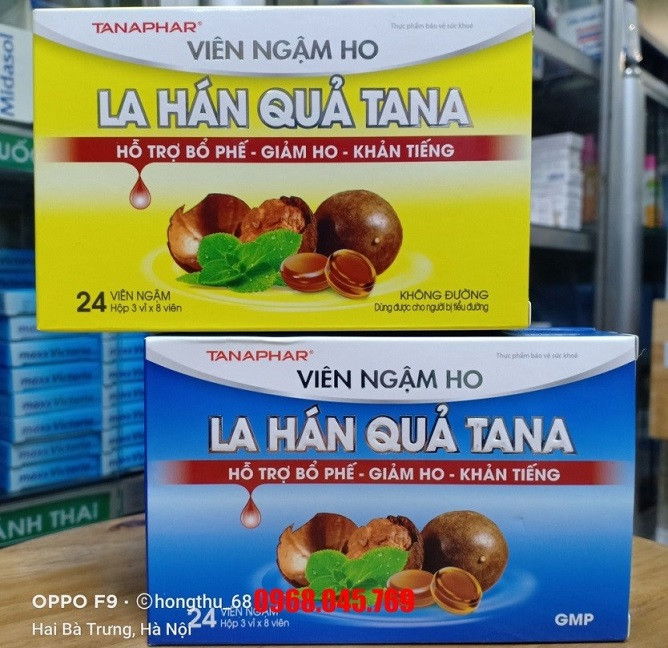 TANAPHAR®
Thực phẩm bảo vệ sức khoẻ
VIÊN NGẬM HO
LA HÁN QUẢ TANA
HỖ TRỢ BỔ PHẾ - GIẢM HO - KHẢN TIẾNG
24 VIÊN NGẬM
Hộp 3 vỉ x 8 viên
KHÔNG ĐƯỜNG
Dùng được cho người bị tiểu đường
TANAPHAR®
Thực phẩm bảo vệ sức khoẻ
VIÊN NGẬM HO
LA HÁN QUẢ TANA
HỖ TRỢ BỔ PHẾ - GIẢM HO - KHẢN TIẾNG
24 VIÊN NGẬM
Hộp 3 vỉ x 8 viên
GMP
Midasol
ÁNH THAI
OPPO F9 · ©hongthu_68
0968.045.769
Hai Bà Trưng, Hà Nội